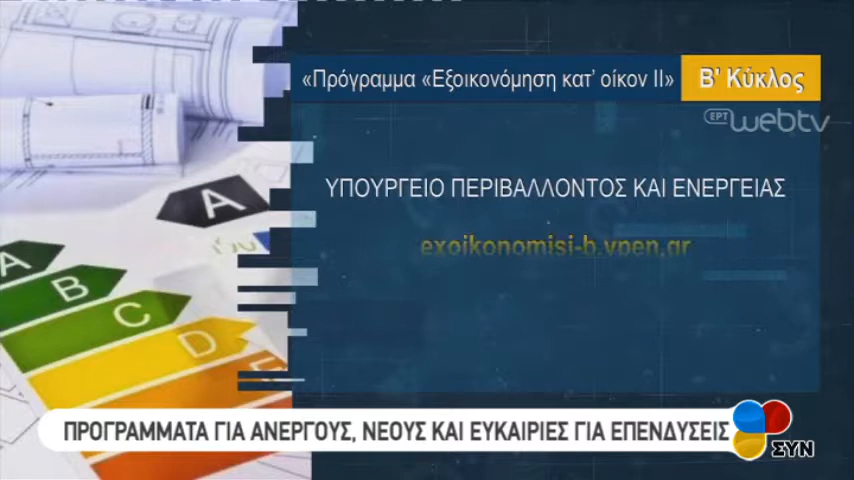 «Πρόγραμμα «Εξοικονόμηση κατ' οίκον ΙΙ»
Β' Κύκλος
ΕΡΤ webtv
ΥΠΟΥΡΓΕΙΟ ΠΕΡΙΒΑΛΛΟΝΤΟΣ ΚΑΙ ΕΝΕΡΓΕΙΑΣ
exoikonomisi-b.ypen.gr
A
A
B
C
D
E
ΠΡΟΓΡΑΜΜΑΤΑ ΓΙΑ ΑΝΕΡΓΟΥΣ, ΝΕΟΥΣ ΚΑΙ ΕΥΚΑΙΡΙΕΣ ΓΙΑ ΕΠΕΝΔΥΣΕΙΣ
ΣΥΝ